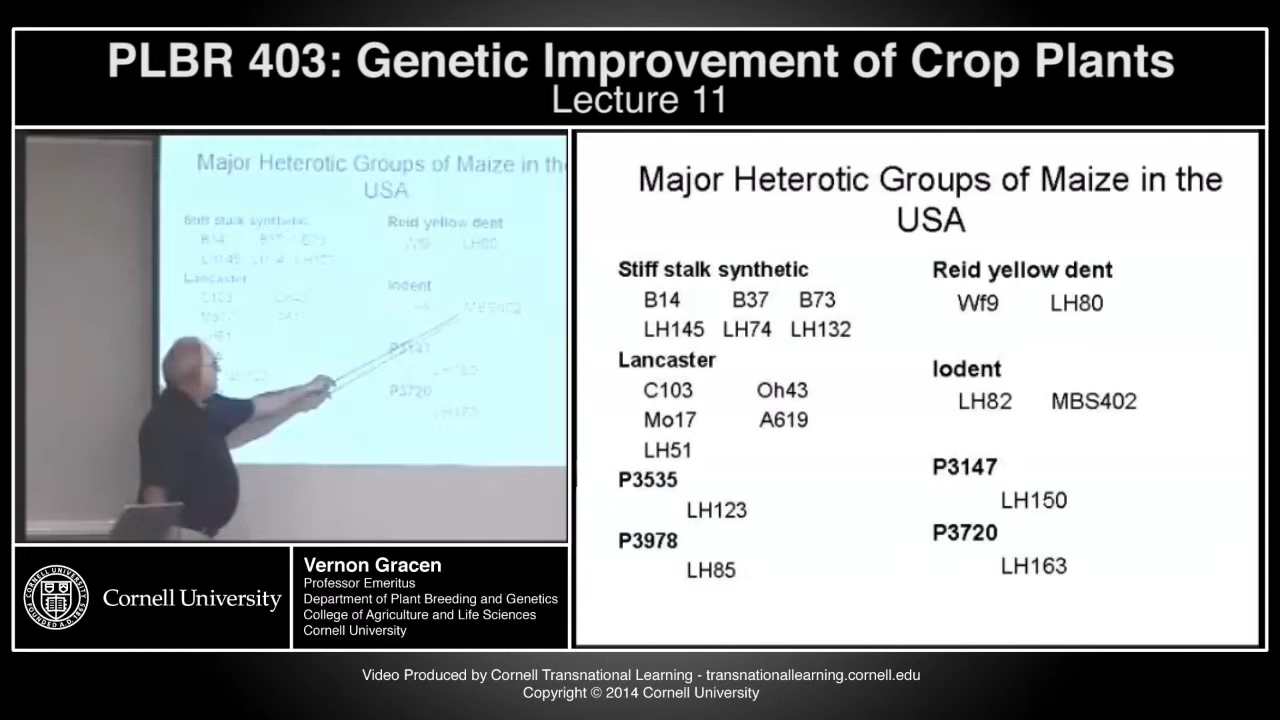 PLBR 403: Genetic Improvement of Crop Plants
Lecture 11
Major Heterotic Groups of Maize in the
USA
Stiff stalk synthetic
Reid yellow dent
Lancaster
Iodent
P3720
Major Heterotic Groups of Maize in the
USA
Stiff stalk synthetic
B14 B37 B73
LH145 LH74 LH132
Lancaster
C103 Oh43
Mo17 A619
LH51
P3535
LH123
P3978
LH85
Reid yellow dent
Wf9 LH80
Iodent
LH82 MBS402
P3147
LH150
P3720
LH163
CORNELL UNIVERSITY
FOUNDED A.D. 1865
Cornell University
Vernon Gracen
Professor Emeritus
Department of Plant Breeding and Genetics
College of Agriculture and Life Sciences
Cornell University
Video Produced by Cornell Transnational Learning - transnationallearning.cornell.edu
Copyright © 2014 Cornell University